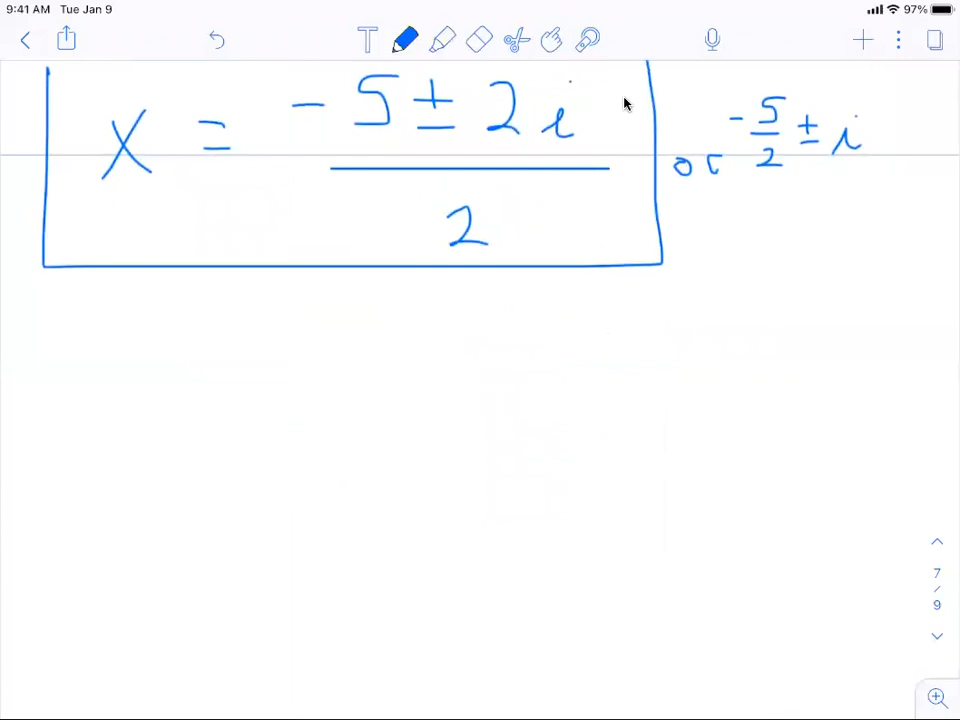 9:41 AM Tue Jan 9 97%
T
x = (-5 ± 2i)/2 or -5/2 ± i
7
/
9